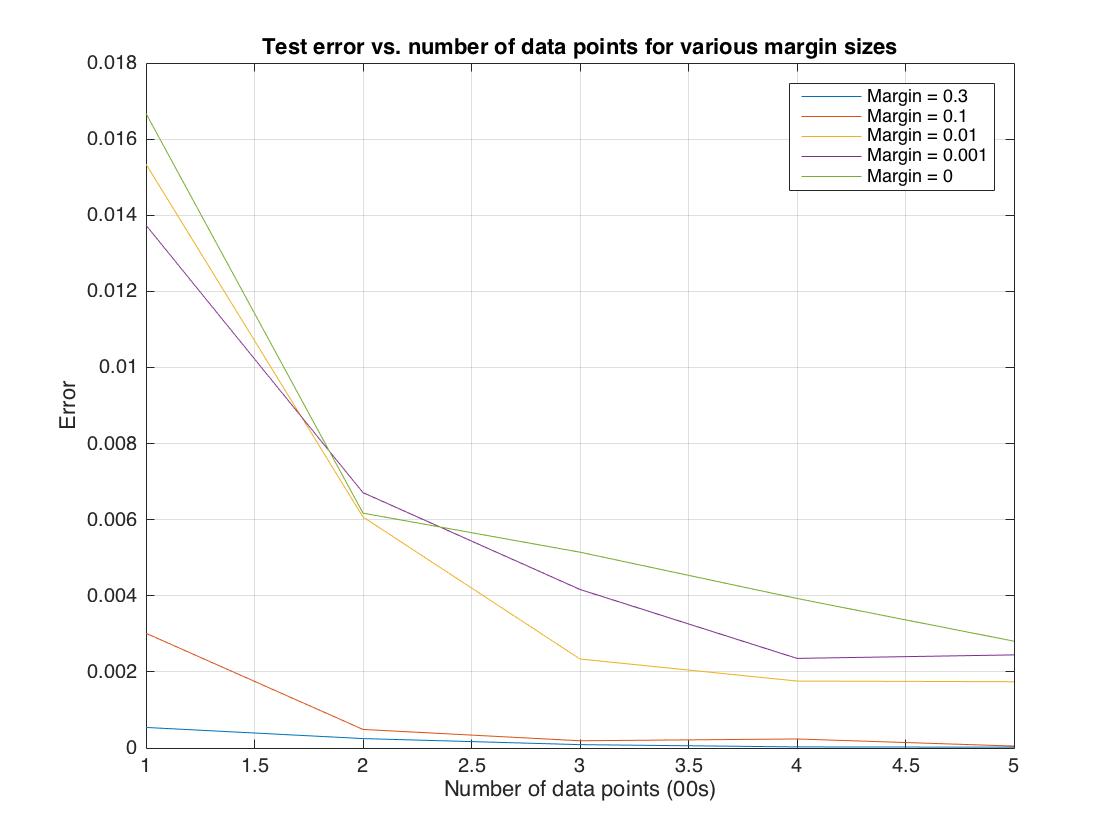 Test error vs. number of data points for various margin sizes
0.018
0.016
0.014
0.012
0.01
0.008
0.006
0.004
0.002
0
Error
Margin = 0.3
Margin = 0.1
Margin = 0.01
Margin = 0.001
Margin = 0
1 1.5 2 2.5 3 3.5 4 4.5 5
Number of data points (00s)